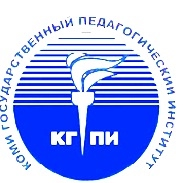 КОМИ ГОСУДАРСТВЕННЫЙ ПЕДАГОГИЧЕСКИЙ ИНСТИТУТ
КГПИ